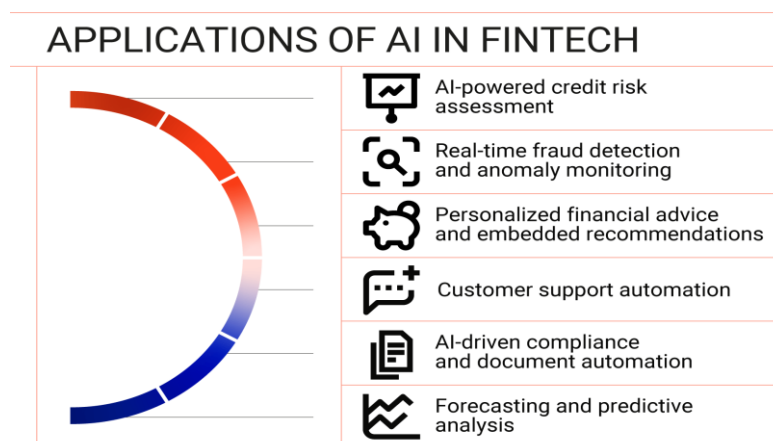 APPLICATIONS OF AI IN FINTECH
AI-powered credit risk
assessment
Real-time fraud detection
and anomaly monitoring
Personalized financial advice
and embedded recommendations
Customer support automation
AI-driven compliance
and document automation
Forecasting and predictive
analysis